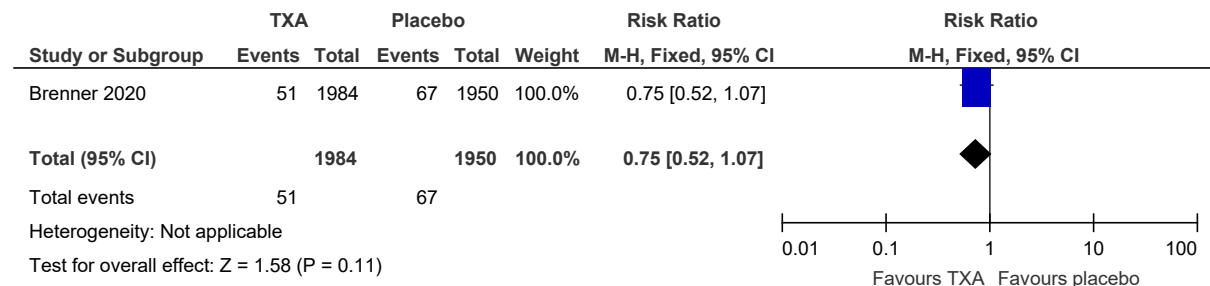 TXA Placebo Risk Ratio Risk Ratio
Study or Subgroup Events Total Events Total Weight M-H, Fixed, 95% CI M-H, Fixed, 95% CI
Brenner 2020 51 1984 67 1950 100.0% 0.75 [0.52, 1.07]
Total (95% CI) 1984 1950 100.0% 0.75 [0.52, 1.07]
Total events 51 67
Heterogeneity: Not applicable
Test for overall effect: Z = 1.58 (P = 0.11)
0.01 0.1 1 10 100
Favours TXA Favours placebo